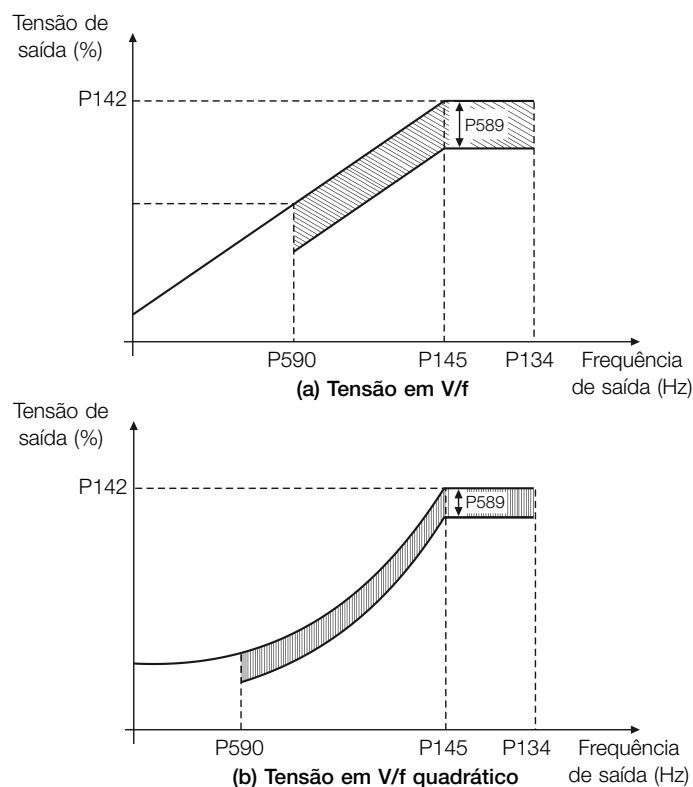 Tensão de
saída (%)
P142
P589
P590
P145
P134
Frequência
de saída (Hz)
(a) Tensão em V/f
Tensão de
saída (%)
P142
P589
P590
P145
P134
Frequência
de saída (Hz)
(b) Tensão em V/f quadrático